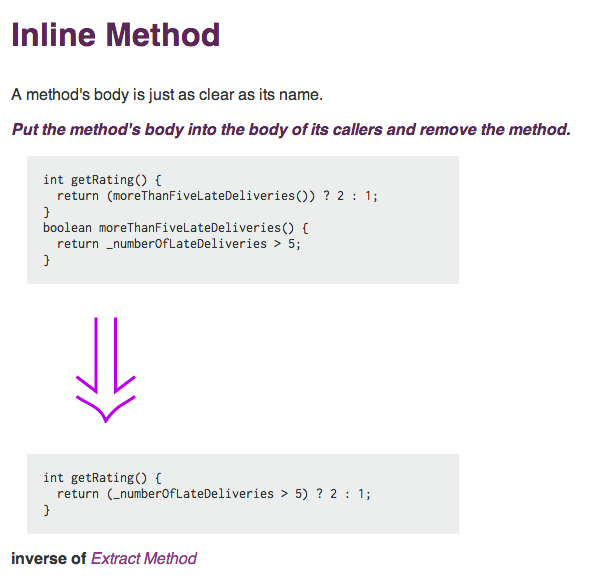 Inline Method
A method's body is just as clear as its name.
Put the method's body into the body of its callers and remove the method.
int getRating() {
  return (moreThanFiveLateDeliveries()) ? 2 : 1;
}
boolean moreThanFiveLateDeliveries() {
  return _numberOfLateDeliveries > 5;
}
int getRating() {
  return (_numberOfLateDeliveries > 5) ? 2 : 1;
}
inverse of Extract Method